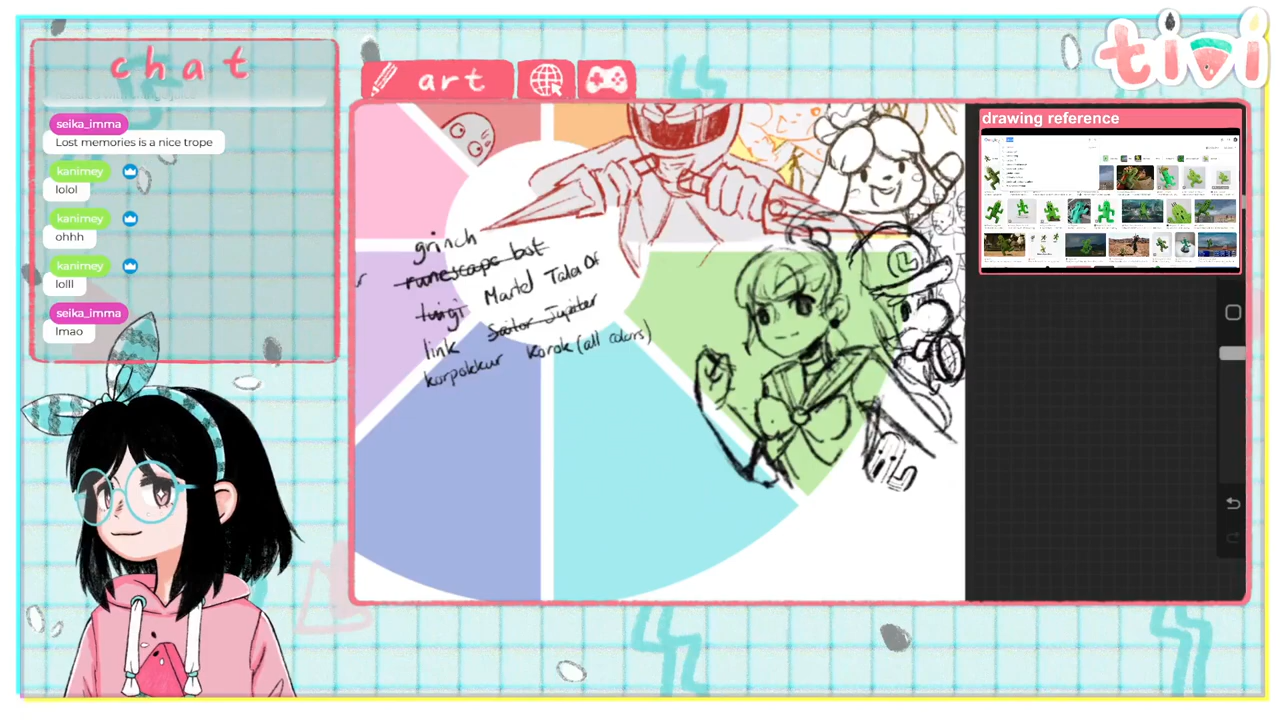 chat
seika_imma
Lost memories is a nice trope
kanimey
lolol
kanimey
ohhh
kanimey
lolll
seika_imma
lmao
art
tivi
drawing reference
grinch
runescape bot
luigi
Martel Tales Of
link
Sailor Jupiter
korpokkur
Korok (all colors)
L